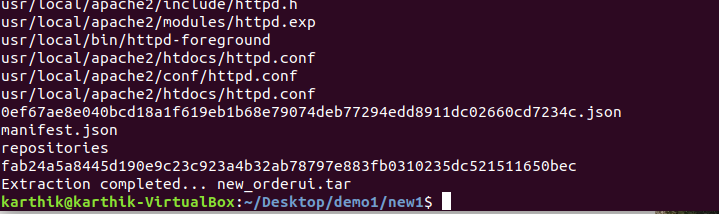 usr/local/apache2/include/httpd.h
usr/local/apache2/modules/httpd.exp
usr/local/bin/httpd-foreground
usr/local/apache2/htdocs/httpd.conf
usr/local/apache2/conf/httpd.conf
usr/local/apache2/htdocs/httpd.conf
0ef67ae8e040bcd18a1f619eb1b68e79074deb77294edd8911dc02660cd7234c.json
manifest.json
repositories
fab24a5a8445d190e9c23c923a4b32ab78797e883fb0310235dc521511650bec
Extraction completed... new_orderui.tar
karthik@karthik-VirtualBox:~/Desktop/demo1/new1$